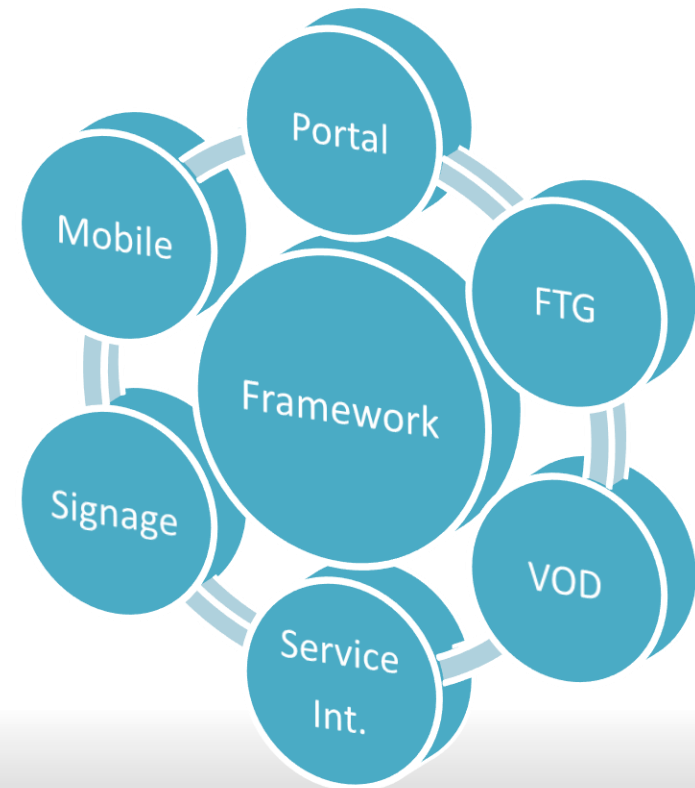 Portal
Mobile
FTG
Framework
Signage
VOD
Service
Int.